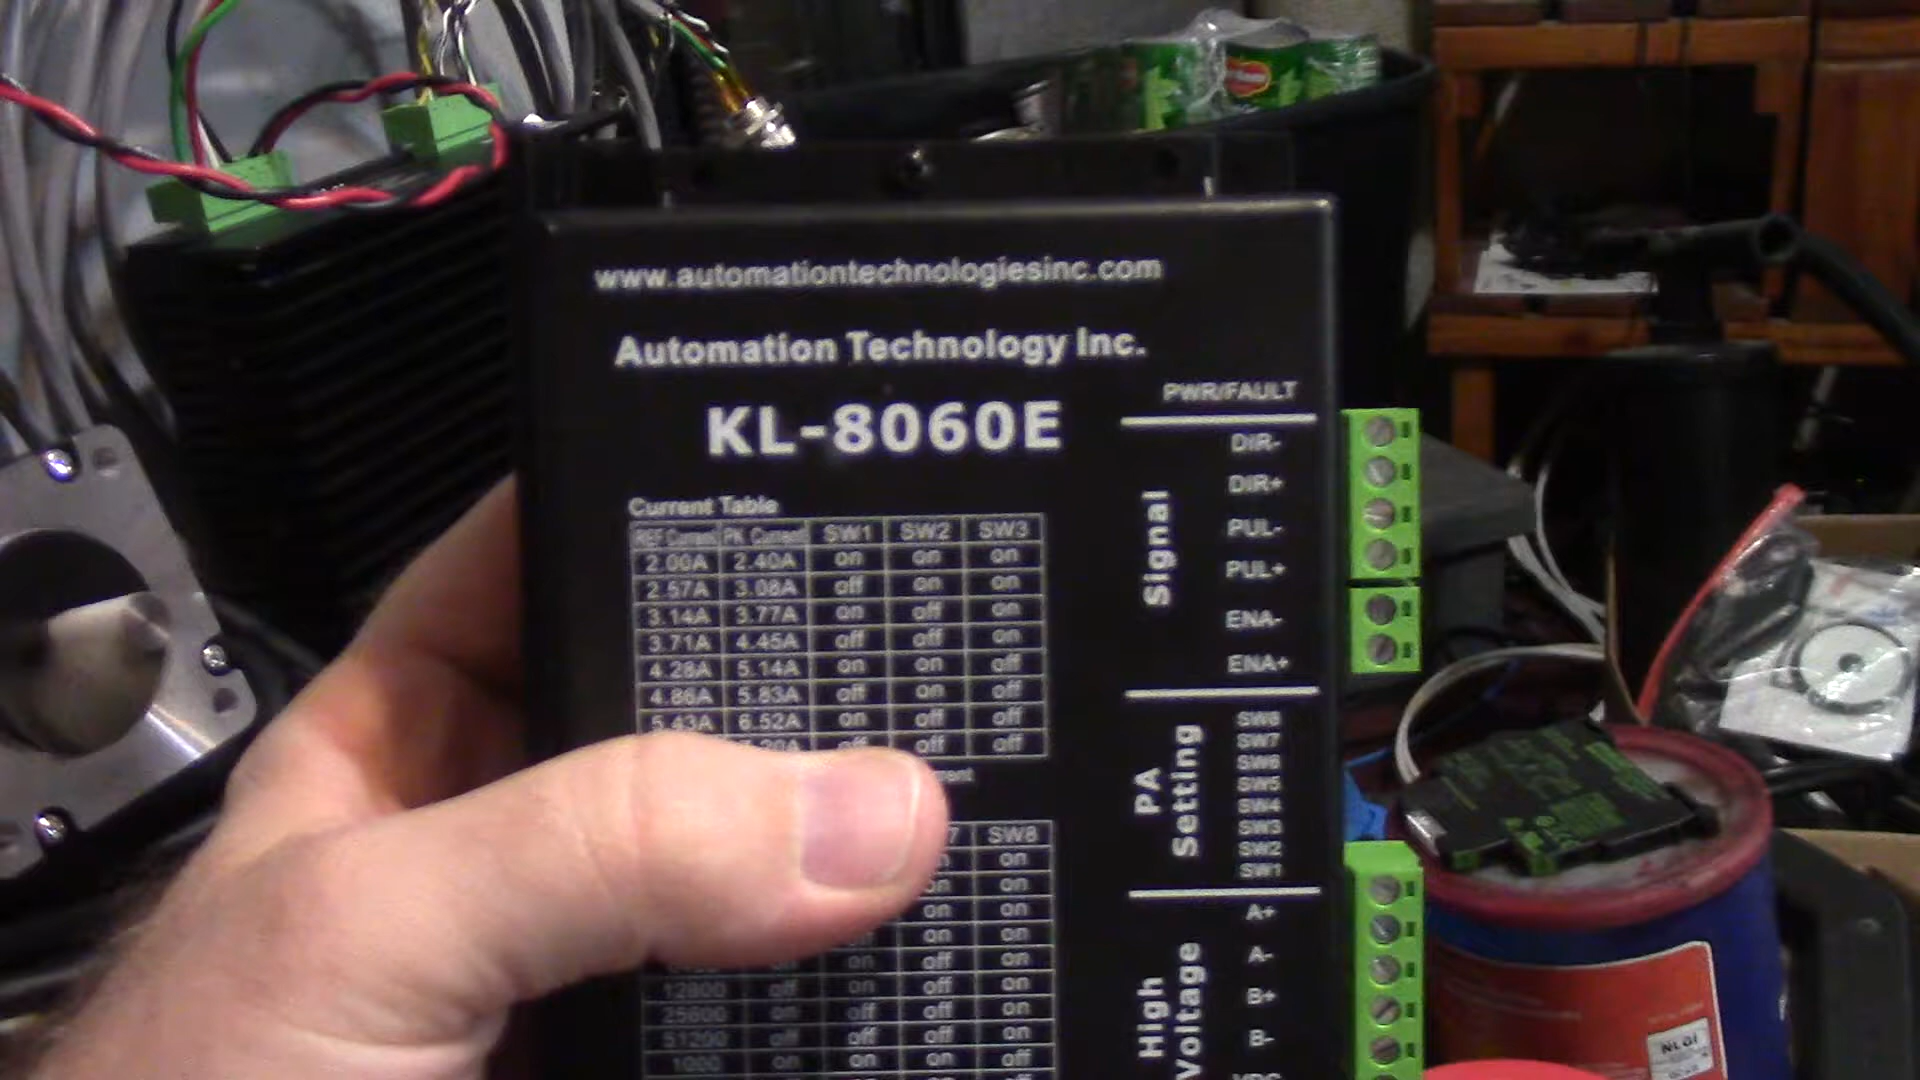 www.automationtechnologiesinc.com
Automation Technology Inc.
KL-8060E
PWR/FAULT
DIR-
DIR+
PUL-
PUL+
ENA-
ENA+
Signal
Current Table
REF Current PK Current SW1 SW2 SW3
2.00A 2.40A on on on
2.57A 3.08A off on on
3.14A 3.77A on off on
3.71A 4.45A off off on
4.28A 5.14A on on off
4.86A 5.83A off on off
5.43A 6.52A on off off
off off off
PA Setting
SW8
SW7
SW6
SW5
SW4
SW3
SW2
SW1
SW8
on
on on
on on
off on
on off on
12800 off on off on
25600 on off off on
51200 off off off on
1000 on on on off
High Voltage
A+
A-
B+
B-
NLGI